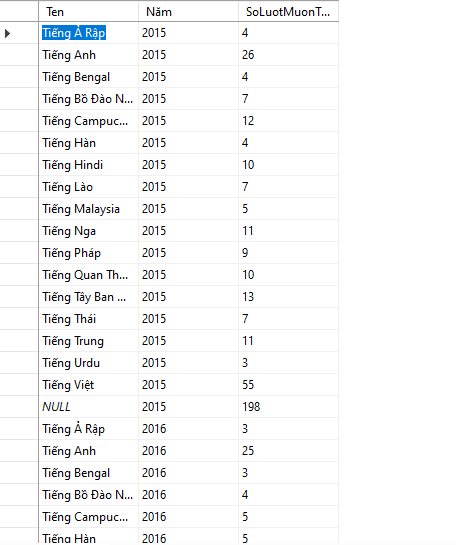 Ten Năm SoLuotMuonT...
Tiếng Ả Rập 2015 4
Tiếng Anh 2015 26
Tiếng Bengal 2015 4
Tiếng Bồ Đào N... 2015 7
Tiếng Campuc... 2015 12
Tiếng Hàn 2015 4
Tiếng Hindi 2015 10
Tiếng Lào 2015 7
Tiếng Malaysia 2015 5
Tiếng Nga 2015 11
Tiếng Pháp 2015 9
Tiếng Quan Th... 2015 10
Tiếng Tây Ban ... 2015 13
Tiếng Thái 2015 7
Tiếng Trung 2015 11
Tiếng Urdu 2015 3
Tiếng Việt 2015 55
NULL 2015 198
Tiếng Ả Rập 2016 3
Tiếng Anh 2016 25
Tiếng Bengal 2016 3
Tiếng Bồ Đào N... 2016 4
Tiếng Campuc... 2016 5
Tiếng Hàn 2016 5